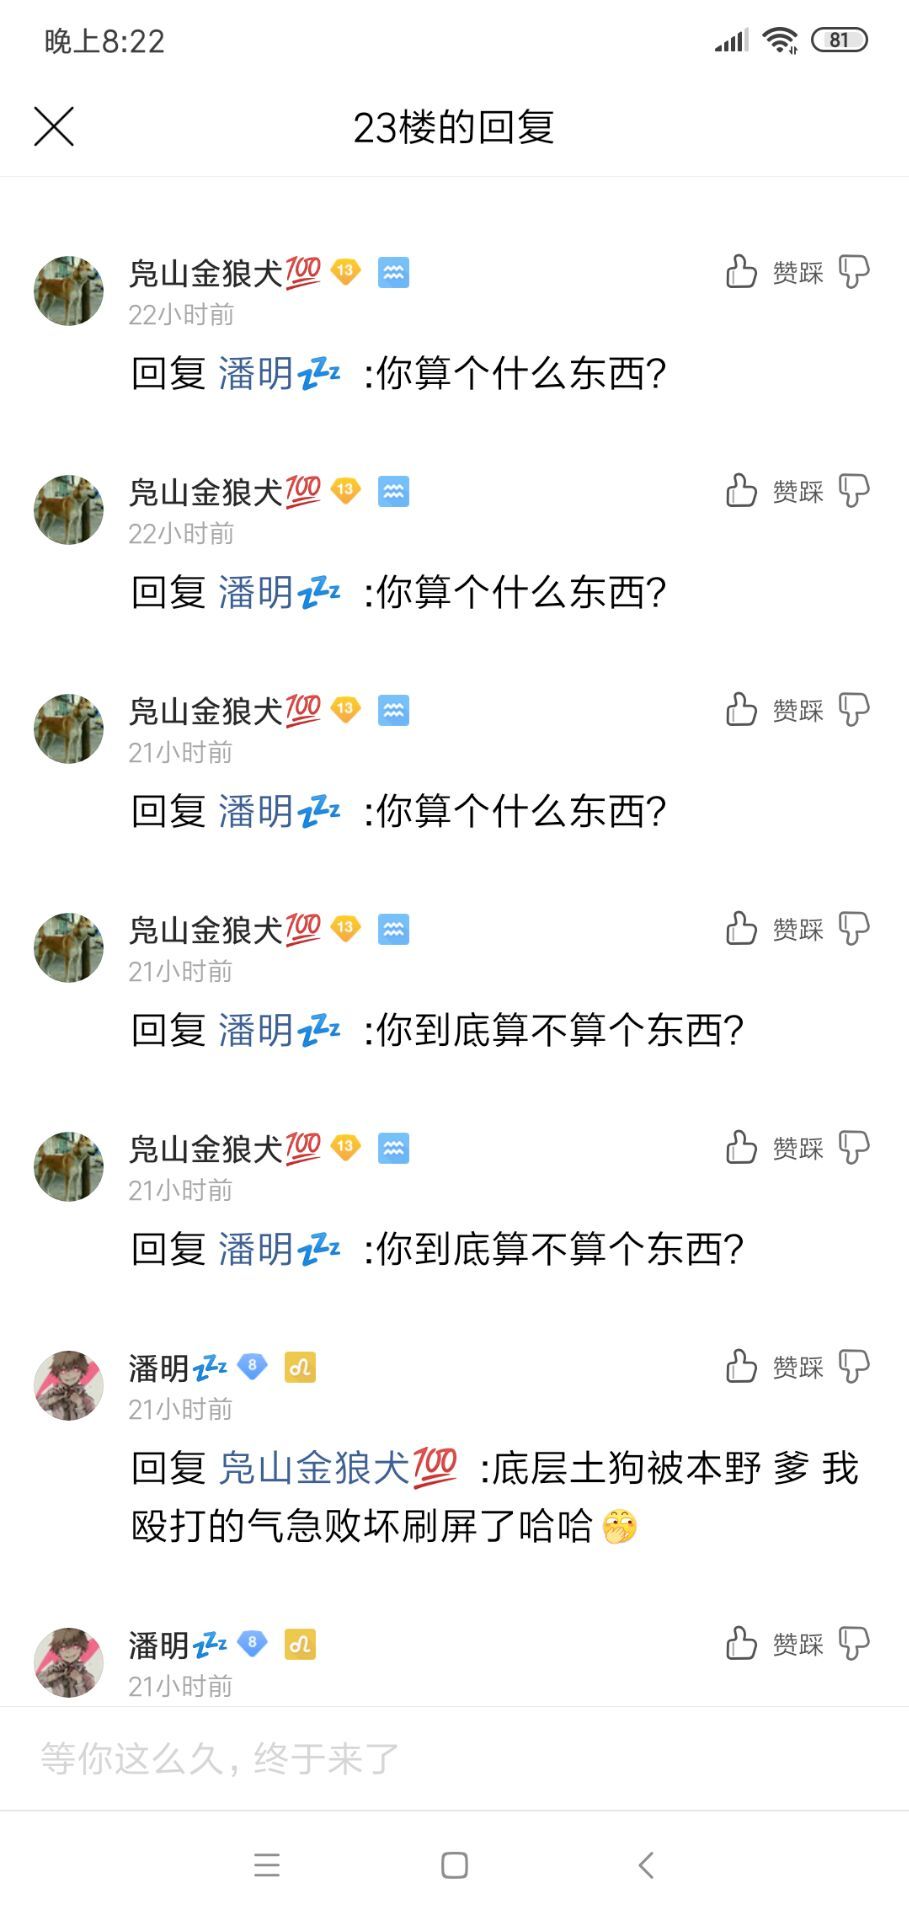 晚上8:22
81
23楼的回复
凫山金狼犬💯 13
赞踩
22小时前
回复 潘明💤 :你算个什么东西?
凫山金狼犬💯 13
赞踩
22小时前
回复 潘明💤 :你算个什么东西?
凫山金狼犬💯 13
赞踩
21小时前
回复 潘明💤 :你算个什么东西?
凫山金狼犬💯 13
赞踩
21小时前
回复 潘明💤 :你到底算不算个东西?
凫山金狼犬💯 13
赞踩
21小时前
回复 潘明💤 :你到底算不算个东西?
潘明💤 8
赞踩
21小时前
回复 凫山金狼犬💯 :底层土狗被本野 爹 我
殴打的气急败坏刷屏了哈哈🤭
潘明💤 8
赞踩
21小时前
等你这么久，终于来了